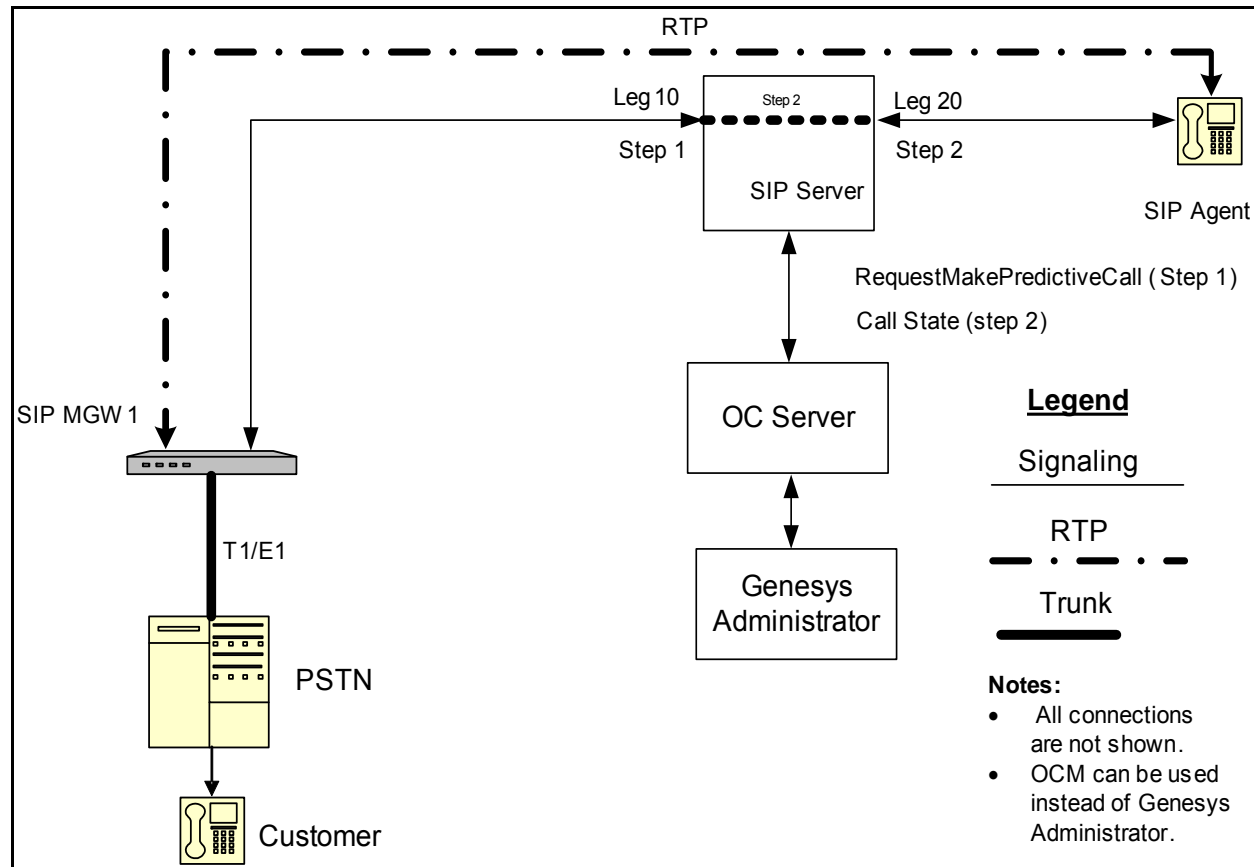 RTP
Leg 10
Step 2
Leg 20
Step 1
Step 2
SIP Server
SIP Agent
RequestMakePredictiveCall ( Step 1)
Call State (step 2)
SIP MGW 1
OC Server
Legend
Signaling
T1/E1
RTP
Genesys
Administrator
Trunk
PSTN
Notes:
• All connections
are not shown.
• OCM can be used
instead of Genesys
Administrator.
Customer